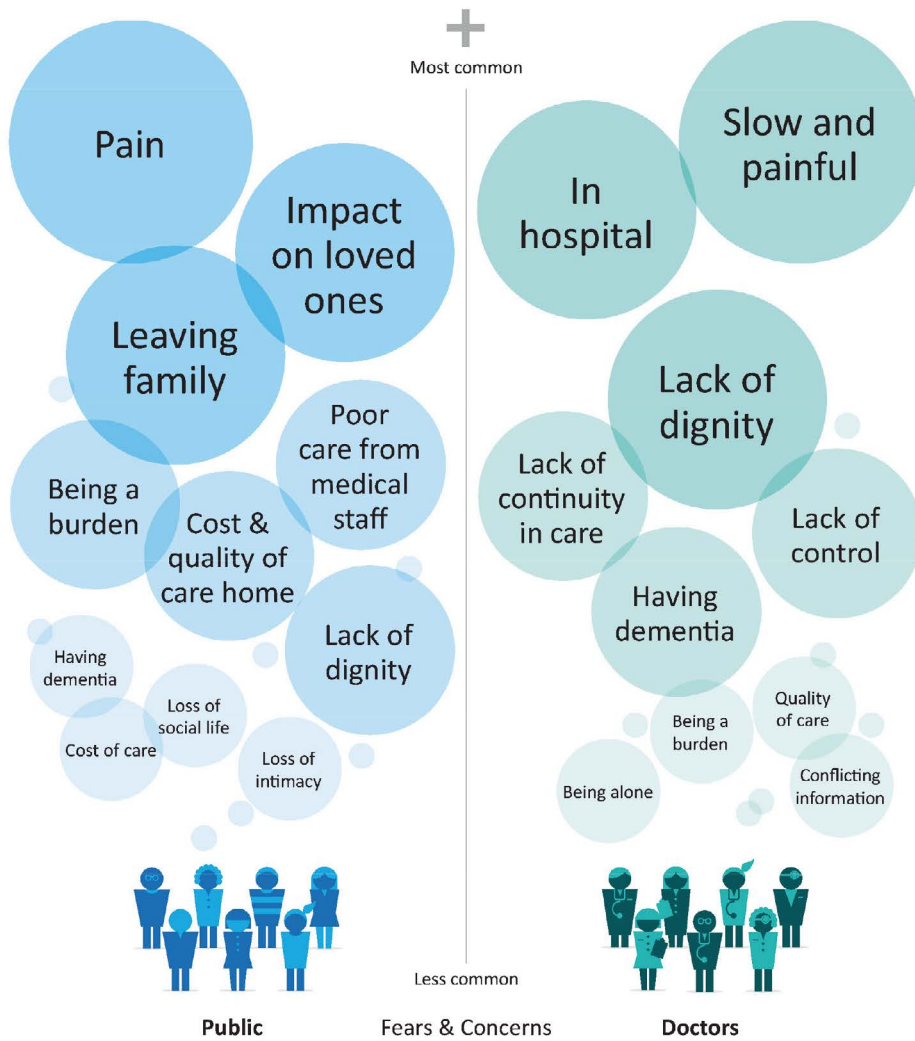 Most common
Pain
Impact
on loved
ones
Leaving
family
Poor
care from
medical
staff
Being a
burden
Cost &
quality of
care home
Lack of
dignity
Having
dementia
Loss of
social life
Cost of care
Loss of
intimacy
Slow and
painful
In
hospital
Lack of
dignity
Lack of
continuity
in care
Lack of
control
Having
dementia
Quality
of care
Being a
burden
Conflicting
information
Being alone
Less common
Public
Fears & Concerns
Doctors